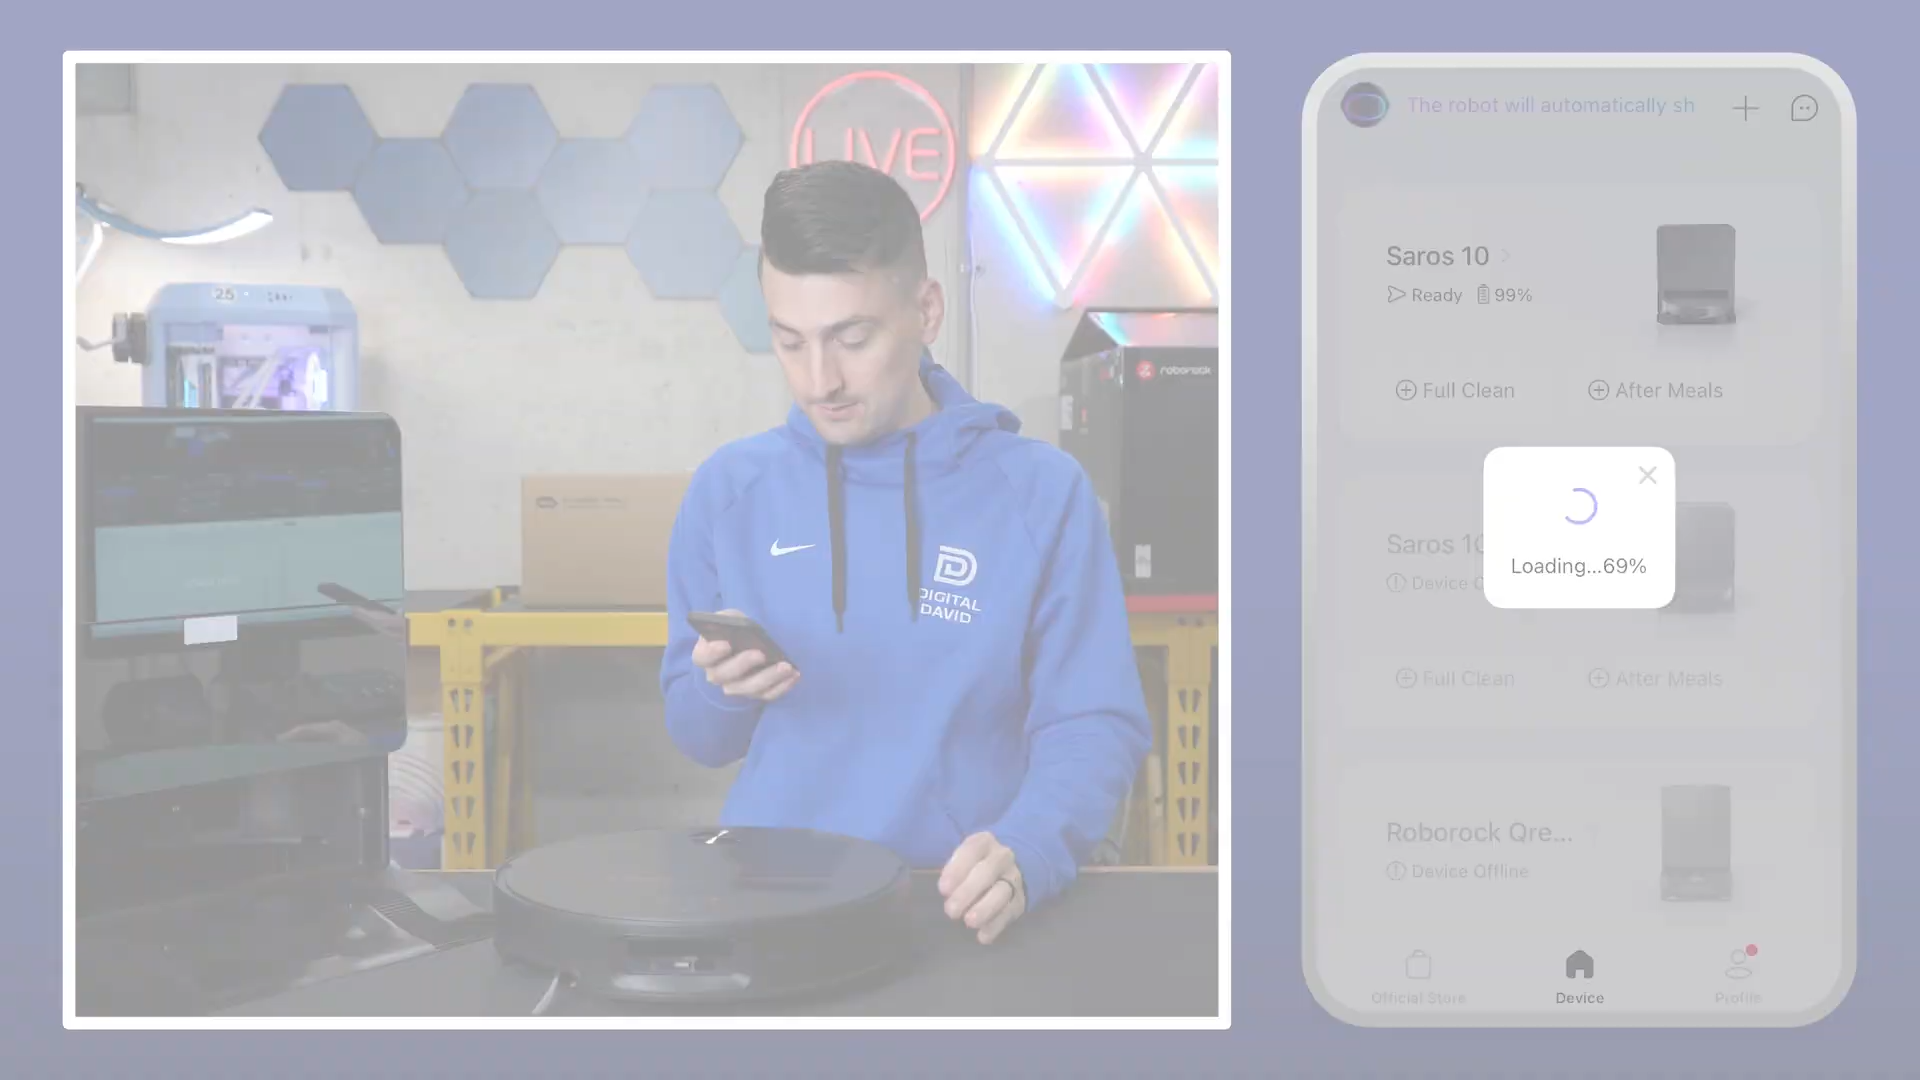 LIVE
25
roborock
DIGITAL
DAVID
The robot will automatically sh
Saros 10
Ready 99%
Full Clean After Meals
Saros 10
Device O
Loading...69%
Full Clean After Meals
Roborock Qre...
Device Offline
Official Store Device Profile